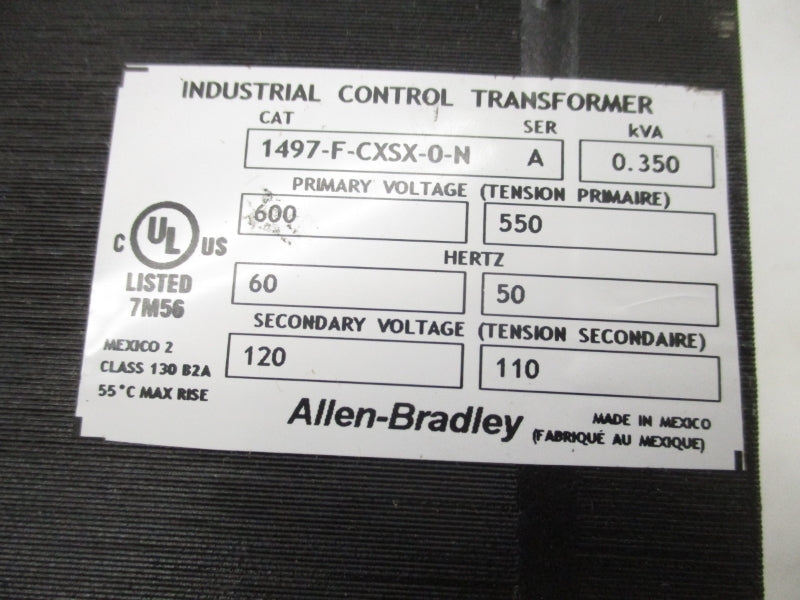 INDUSTRIAL CONTROL TRANSFORMER
CAT SER kVA
1497-F-CXSX-0-N A 0.350
PRIMARY VOLTAGE (TENSION PRIMAIRE)
600 550
HERTZ
60 50
SECONDARY VOLTAGE (TENSION SECONDAIRE)
120 110
C UL US
LISTED
7M56
MEXICO 2
CLASS 130 B2A
55°C MAX RISE
Allen-Bradley
MADE IN MEXICO
(FABRIQUÉ AU MEXIQUE)